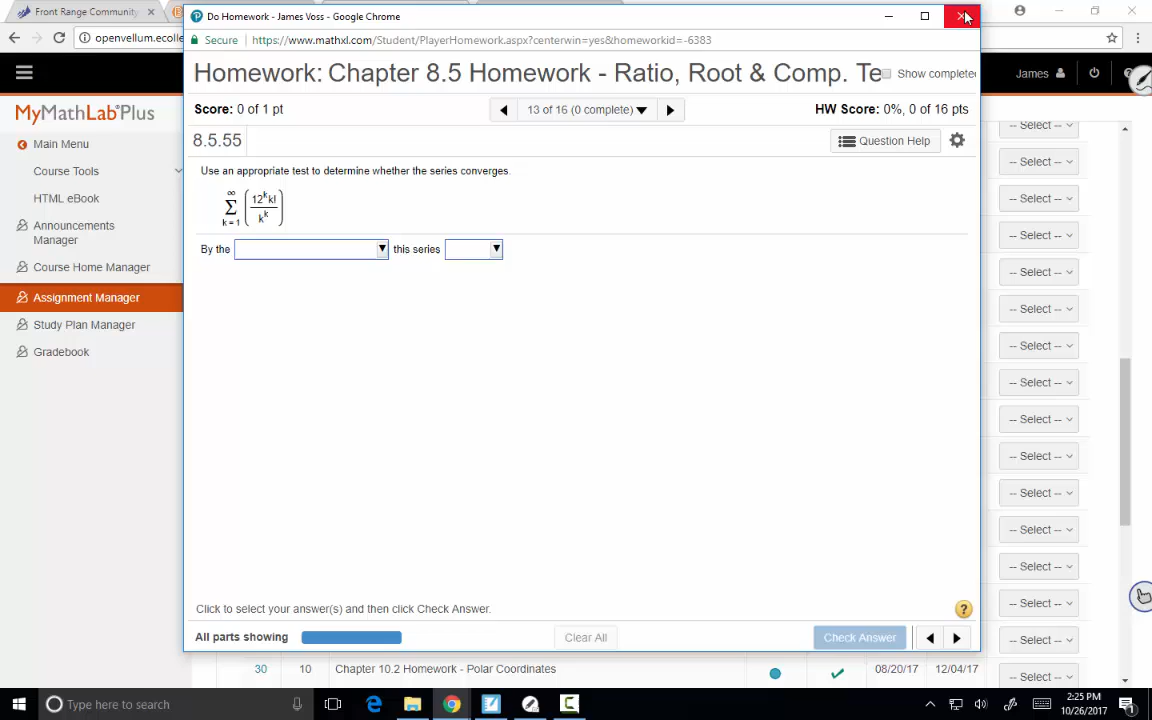 Front Range Community
Do Homework - James Voss - Google Chrome
openvellum.ecolle
Secure https://www.mathxl.com/Student/PlayerHomework.aspx?centerwin=yes&homeworkid=-6383
Homework: Chapter 8.5 Homework - Ratio, Root & Comp. Te Show complete
James
MyMathLab®Plus
Score: 0 of 1 pt 13 of 16 (0 complete) HW Score: 0%, 0 of 16 pts
-- Select --
8.5.55 Question Help
Main Menu
-- Select --
Course Tools
Use an appropriate test to determine whether the series converges.
HTML eBook
-- Select --
∞
Σ
k = 1
12^k k!
k^k
Announcements
Manager
-- Select --
By the this series
Course Home Manager
-- Select --
Assignment Manager
-- Select --
Study Plan Manager
-- Select --
Gradebook
-- Select --
-- Select --
-- Select --
-- Select --
-- Select --
-- Select --
-- Select --
Click to select your answer(s) and then click Check Answer. ?
All parts showing Clear All Check Answer
-- Select --
30 10 Chapter 10.2 Homework - Polar Coordinates 08/20/17 12/04/17 -- Select --
Type here to search
2:25 PM
10/26/2017